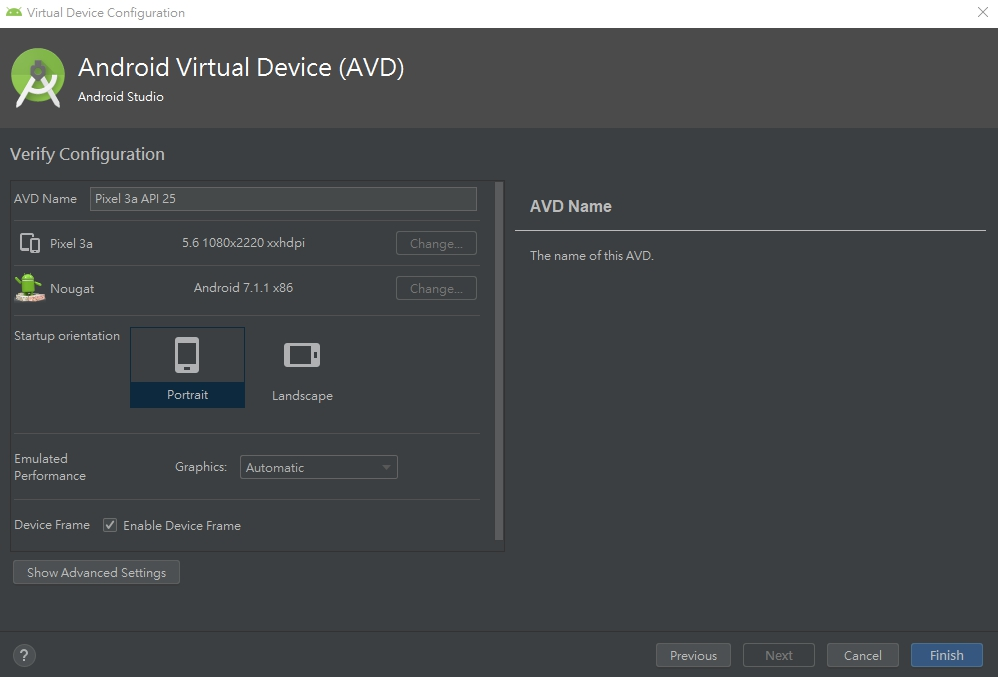 Virtual Device Configuration
Android Virtual Device (AVD)
Android Studio
Verify Configuration
AVD Name Pixel 3a API 25
Pixel 3a 5.6 1080x2220 xxhdpi Change...
Nougat Android 7.1.1 x86 Change...
Startup orientation
Portrait
Landscape
Emulated
Performance
Graphics: Automatic
Device Frame Enable Device Frame
Show Advanced Settings
AVD Name
The name of this AVD.
? Previous Next Cancel Finish